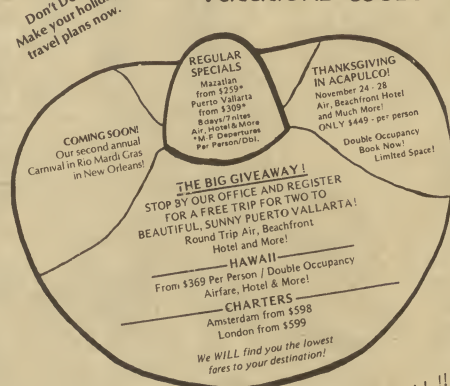 Don't D
Make your holid
travel plans now.
REGULAR
SPECIALS
Mazatlan
from $259*
Puerto Vallarta
from $309*
8days/7nites
Air, Hotel & More
*M-F Departures
Per Person/Dbl.
THANKSGIVING
IN ACAPULCO!
November 24 - 28
Air, Beachfront Hotel
and Much More!
ONLY $449 - per person
Double Occupancy
Book Now!
Limited Space!
COMING SOON!
Our second annual
Carnival in Rio Mardi Gras
in New Orleans!
THE BIG GIVEAWAY!
STOP BY OUR OFFICE AND REGISTER
FOR A FREE TRIP FOR TWO TO
BEAUTIFUL, SUNNY PUERTO VALLARTA!
Round Trip Air, Beachfront
Hotel and More!
HAWAII
From $369 Per Person / Double Occupancy
Airfare, Hotel & More!
CHARTERS
Amsterdam from $598
London from $599
We WILL find you the lowest
fares to your destination!
!!